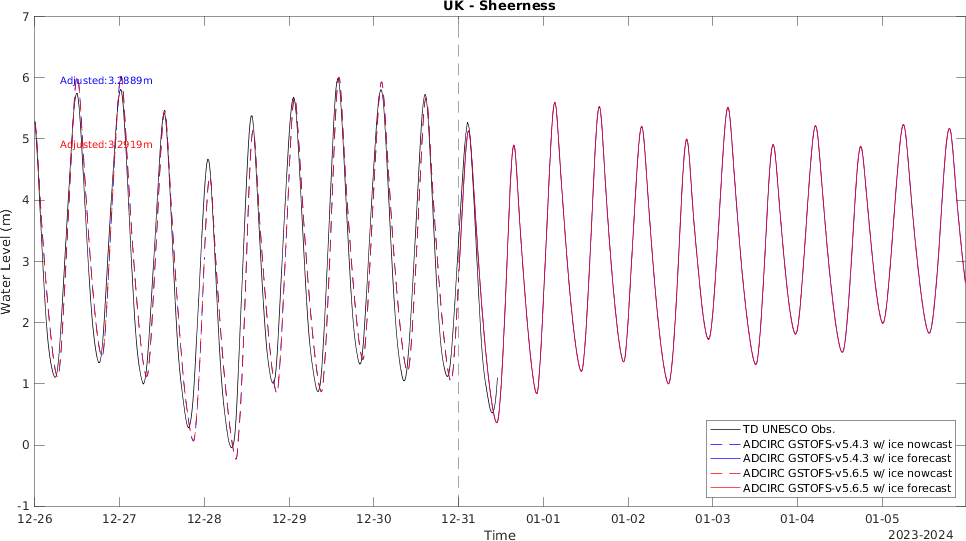 UK - Sheerness
7
6
5
4
3
2
1
0
-1
Water Level (m)
Adjusted:3.2889m
Adjusted:3.2919m
TD UNESCO Obs.
ADCIRC GSTOFS-v5.4.3 w/ ice nowcast
ADCIRC GSTOFS-v5.4.3 w/ ice forecast
ADCIRC GSTOFS-v5.6.5 w/ ice nowcast
ADCIRC GSTOFS-v5.6.5 w/ ice forecast
12-26 12-27 12-28 12-29 12-30 12-31 01-01 01-02 01-03 01-04 01-05
Time
2023-2024